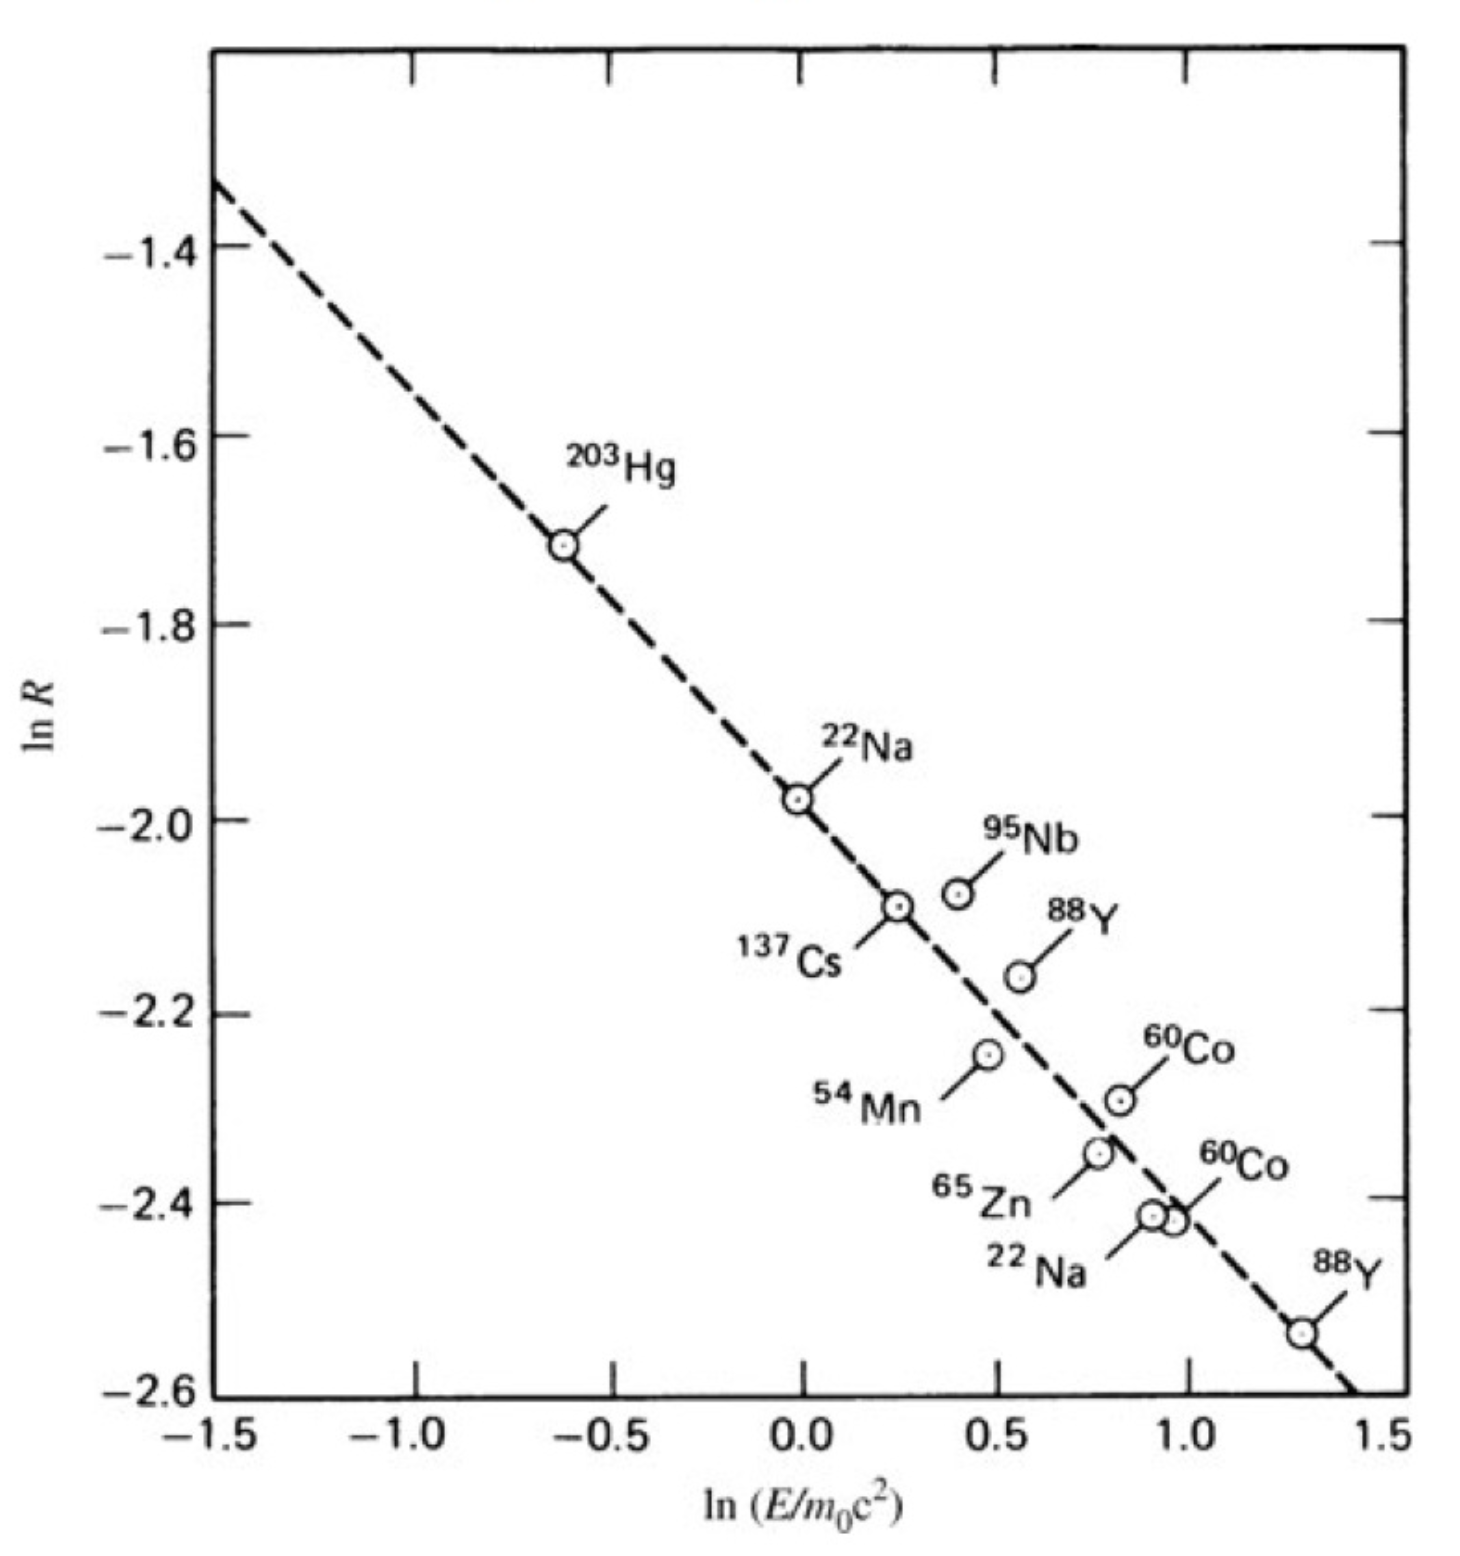 −1.4
−1.6
−1.8
−2.0
−2.2
−2.4
−2.6
ln R
²⁰³Hg
²²Na
⁹⁵Nb
⁸⁸Y
¹³⁷Cs
⁶⁰Co
⁵⁴Mn
⁶⁰Co
⁶⁵Zn
²²Na
⁸⁸Y
−1.5 −1.0 −0.5 0.0 0.5 1.0 1.5
ln (E/m₀c²)